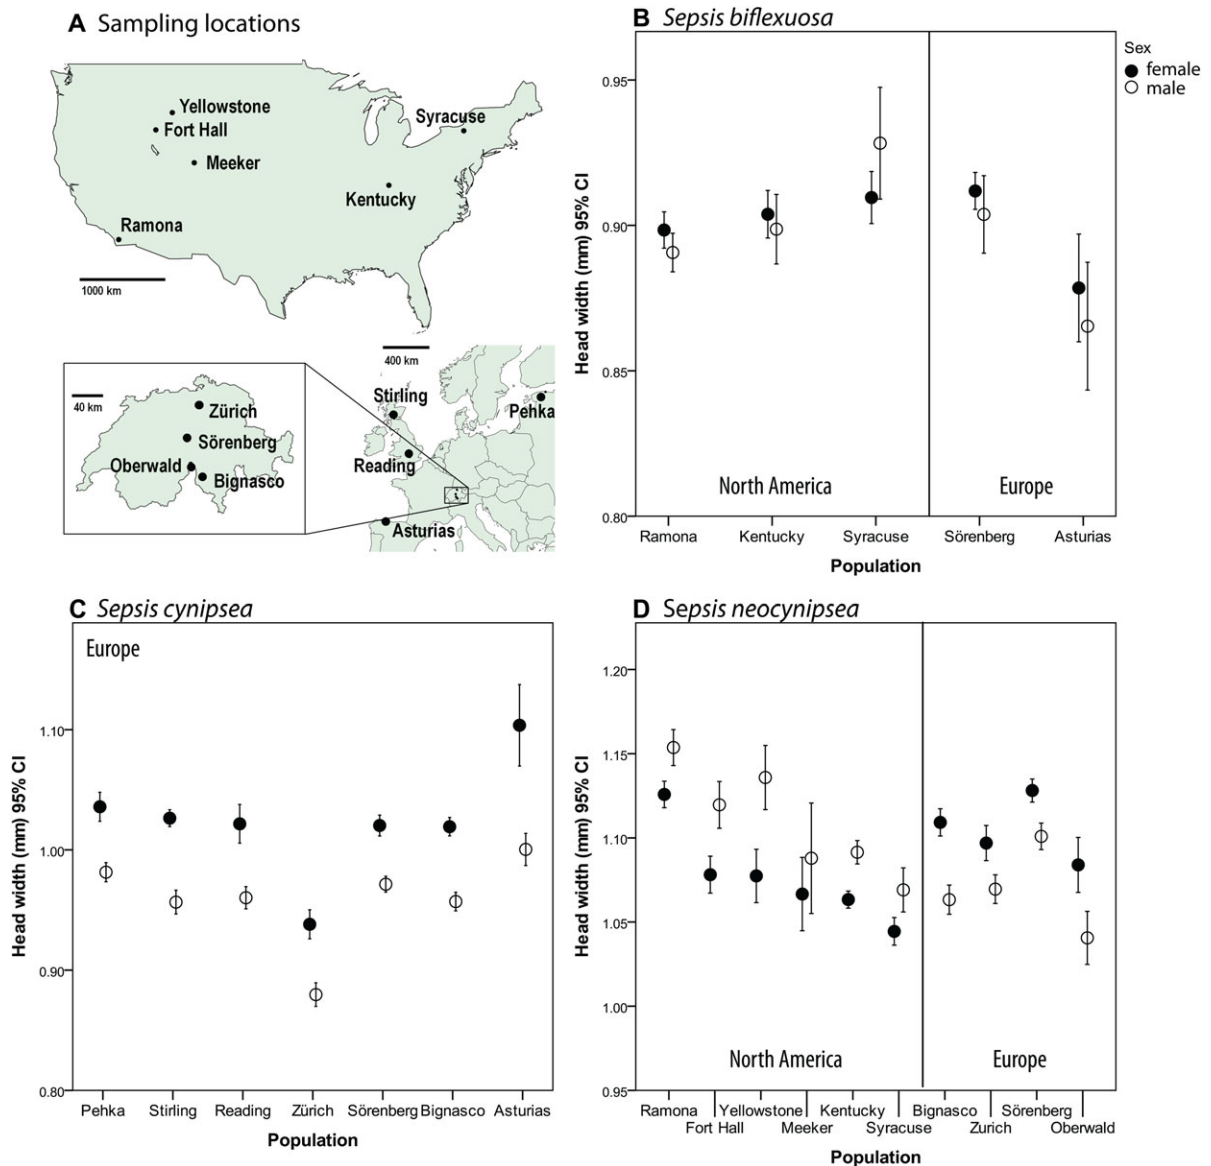 A Sampling locations
Yellowstone
Fort Hall
Meeker
Syracuse
Kentucky
Ramona
1000 km
400 km
40 km
Zürich
Sörenberg
Oberwald
Bignasco
Stirling
Pehka
Reading
Asturias
B Sepsis biflexuosa
Sex
female
male
Head width (mm) 95% CI
0.95
0.90
0.85
0.80
North America
Europe
Ramona Kentucky Syracuse Sörenberg Asturias
Population
C Sepsis cynipsea
Europe
Head width (mm) 95% CI
1.10
1.00
0.90
0.80
Pehka Stirling Reading Zürich Sörenberg Bignasco Asturias
Population
D Sepsis neocynipsea
Head width (mm) 95% CI
1.20
1.15
1.10
1.05
1.00
0.95
North America
Europe
Ramona Yellowstone Kentucky Bignasco Sörenberg
Fort Hall Meeker Syracuse Zurich Oberwald
Population